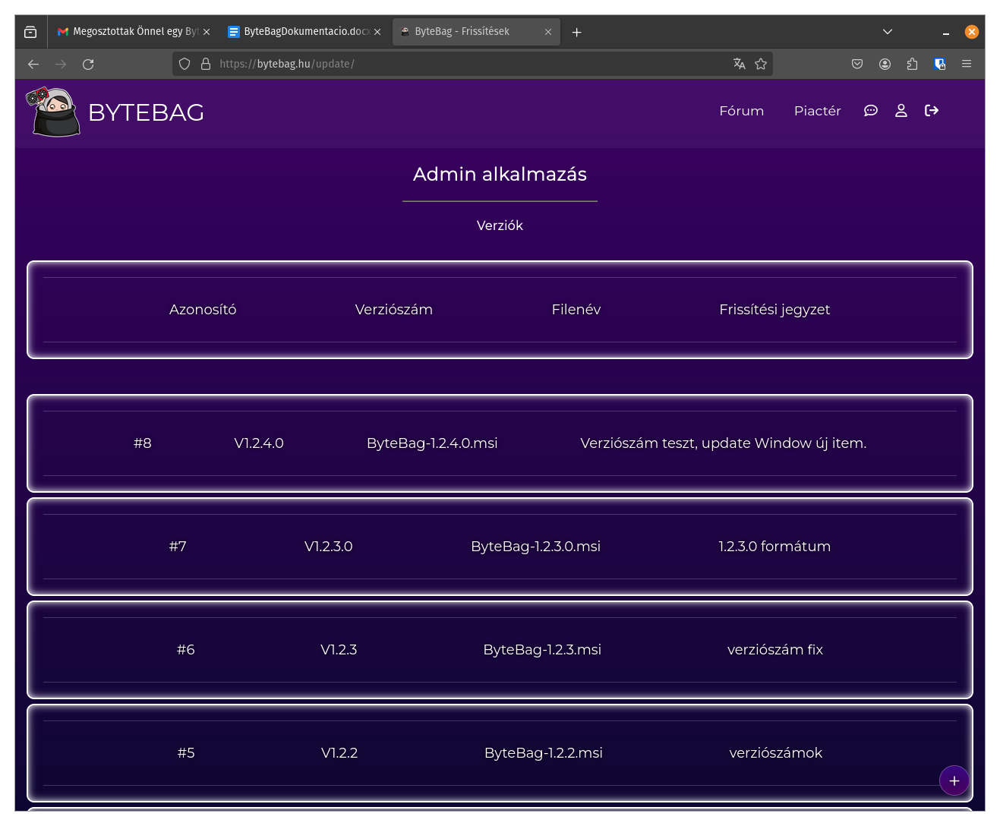 Megosztottak Önnel egy Byt
ByteBagDokumentacio.docx
ByteBag - Frissítések
https://bytebag.hu/update/
BYTEBAG
Fórum Piactér
Admin alkalmazás
Verziók
Azonosító Verziószám Filenév Frissítési jegyzet
#8 V1.2.4.0 ByteBag-1.2.4.0.msi Verziószám teszt, update Window új item.
#7 V1.2.3.0 ByteBag-1.2.3.0.msi 1.2.3.0 formátum
#6 V1.2.3 ByteBag-1.2.3.msi verziószám fix
#5 V1.2.2 ByteBag-1.2.2.msi verziószámok